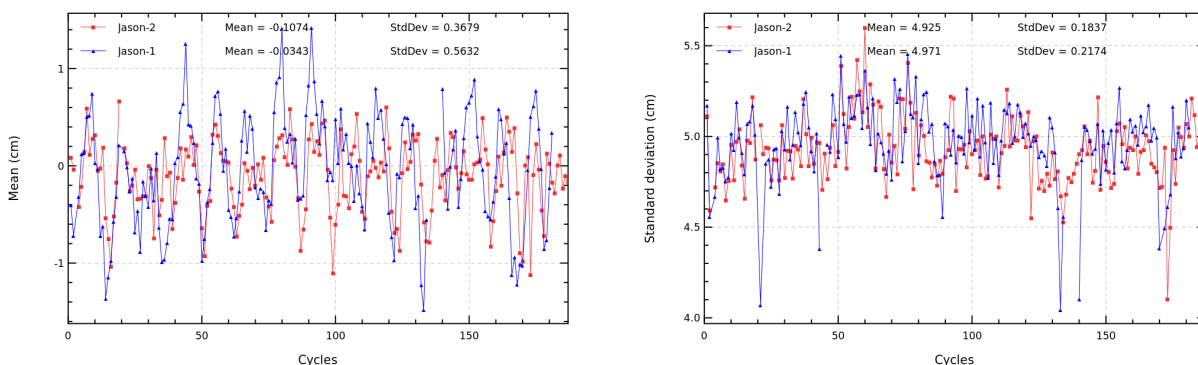 Jason-2 Mean = -0.1074 StdDev = 0.3679
Jason-1 Mean = -0.0343 StdDev = 0.5632
1
0
-1
Mean (cm)
0 50 100 150
Cycles
Jason-2 Mean = 4.925 StdDev = 0.1837
Jason-1 Mean = 4.971 StdDev = 0.2174
5.5
5.0
4.5
4.0
Standard deviation (cm)
0 50 100 150
Cycles